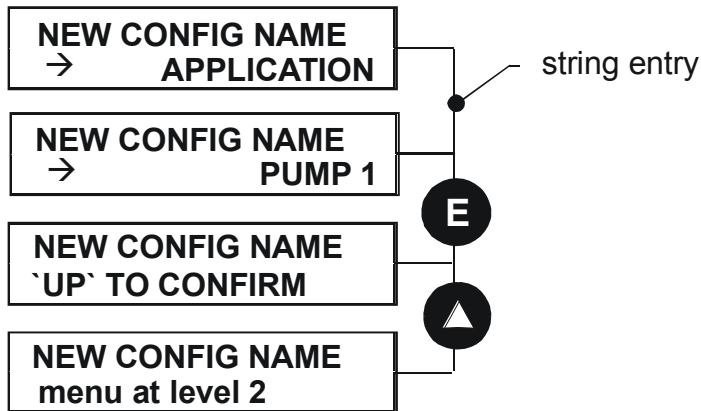 NEW CONFIG NAME
→ APPLICATION
string entry
NEW CONFIG NAME
→ PUMP 1
E
NEW CONFIG NAME
`UP` TO CONFIRM
NEW CONFIG NAME
menu at level 2